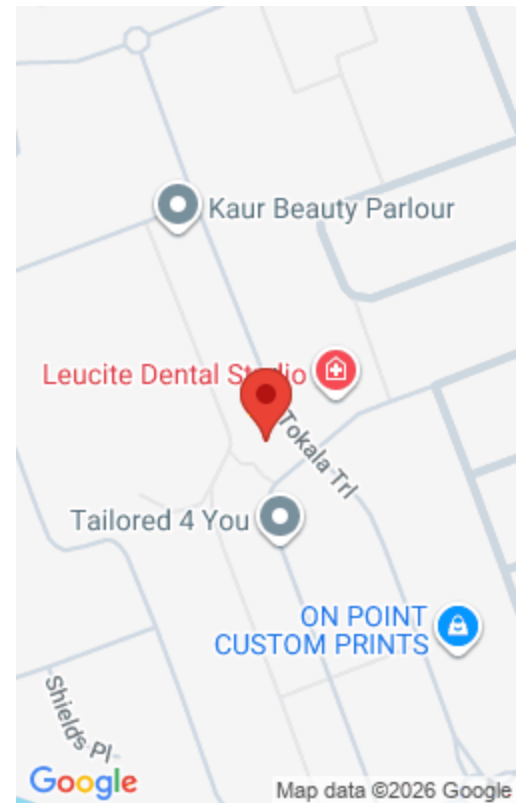 Kaur Beauty Parlour
Leucite Dental Studio
Tokala Trl
Tailored 4 You
ON POINT
CUSTOM PRINTS
Shields Pl
Google
Map data ©2026 Google